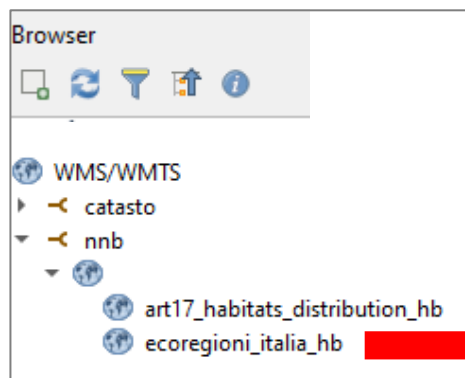 Browser
WMS/WMTS
catasto
nnb
art17_habitats_distribution_hb
ecoregioni_italia_hb